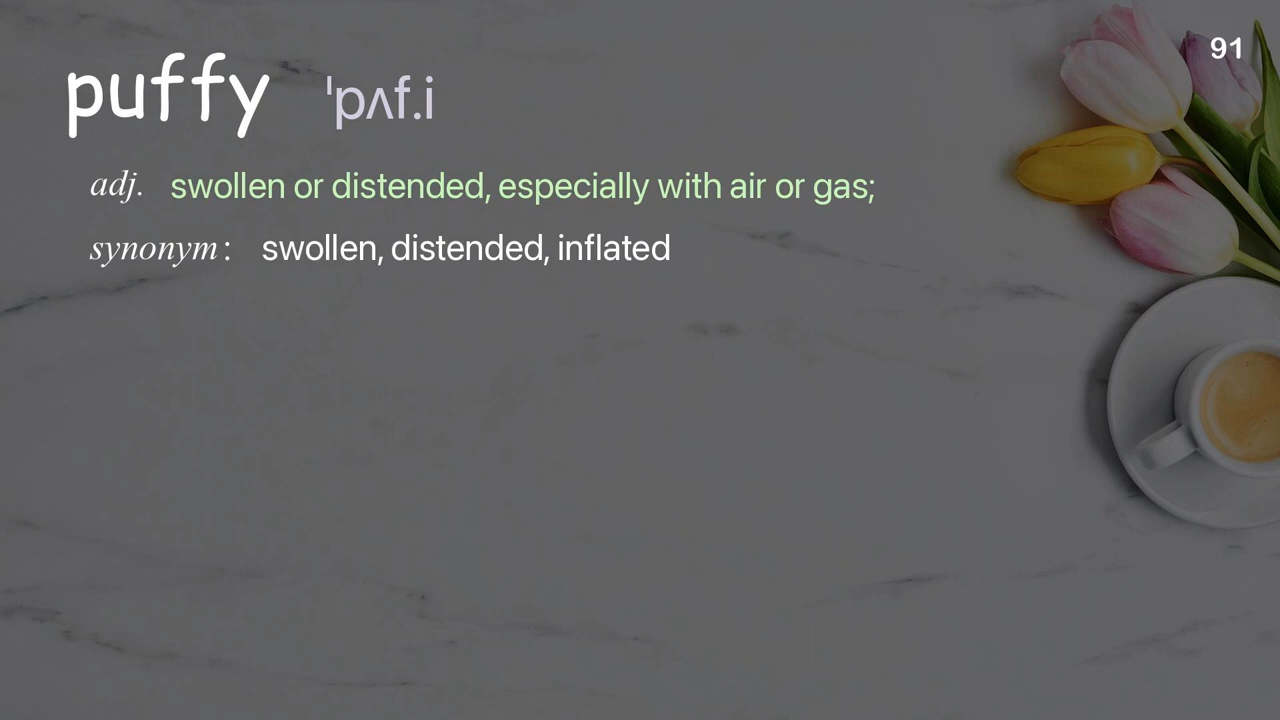 puffy ˈpʌf.i
91
adj. swollen or distended, especially with air or gas;
synonym: swollen, distended, inflated